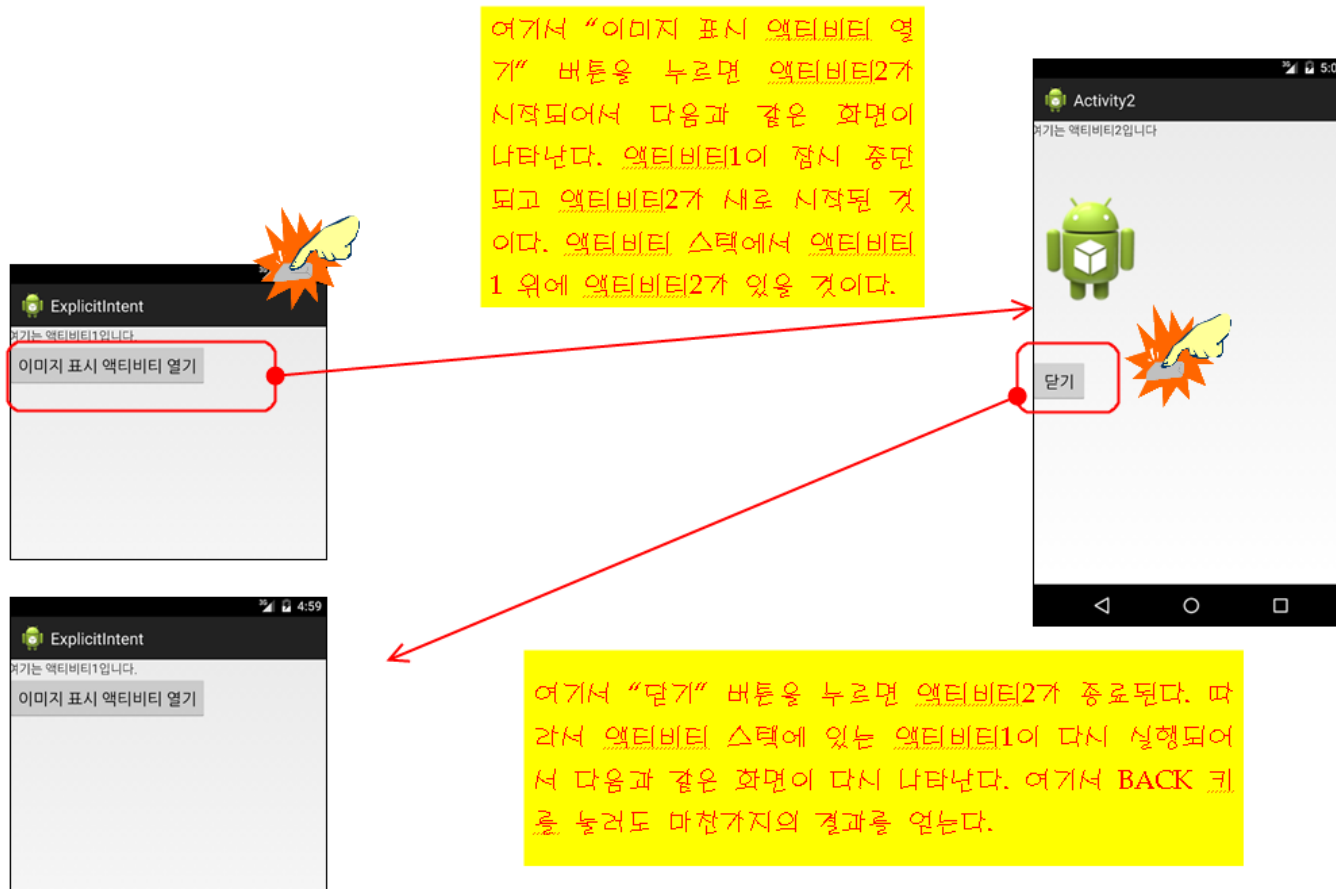 여기서 “이미지 표시 액티비티 열
기“ 버튼을 누르면 액티비티2가
시작되어서 다음과 같은 화면이
나타난다. 액티비티1이 잠시 중단
되고 액티비티2가 새로 시작된 것
이다. 액티비티 스택에서 액티비티
1 위에 액티비티2가 있을 것이다.
ExplicitIntent
여기는 액티비티1입니다.
이미지 표시 액티비티 열기
3G 5:0
Activity2
여기는 액티비티2입니다
닫기
3G 4:59
ExplicitIntent
여기는 액티비티1입니다.
이미지 표시 액티비티 열기
여기서 “닫기“ 버튼을 누르면 액티비티2가 종료된다. 따
라서 액티비티 스택에 있는 액티비티1이 다시 실행되어
서 다음과 같은 화면이 다시 나타난다. 여기서 BACK 키
를 눌러도 마찬가지의 결과를 얻는다.